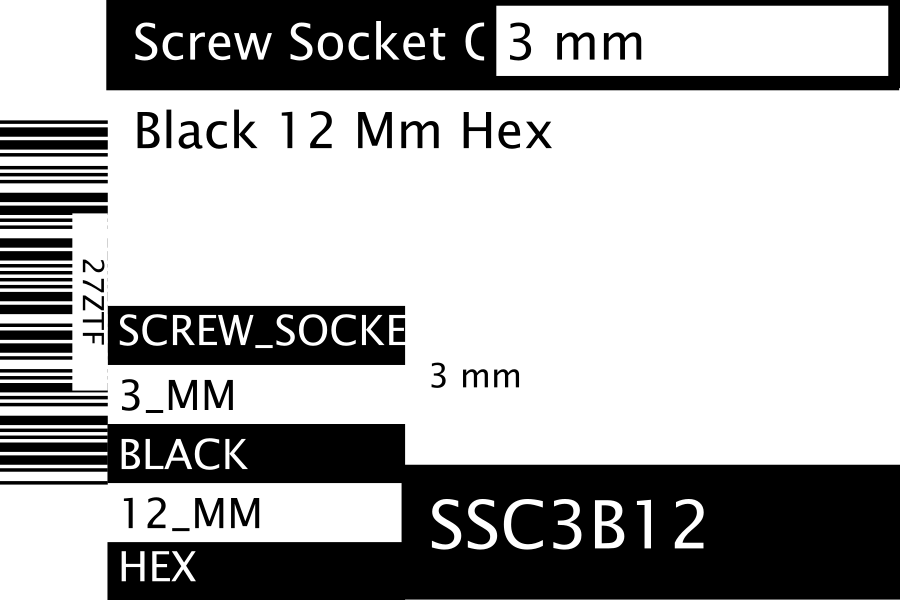 Screw Socket C
3 mm
Black 12 Mm Hex
27ZTF
SCREW_SOCKE
3_MM
BLACK
12_MM
HEX
3 mm
SSC3B12